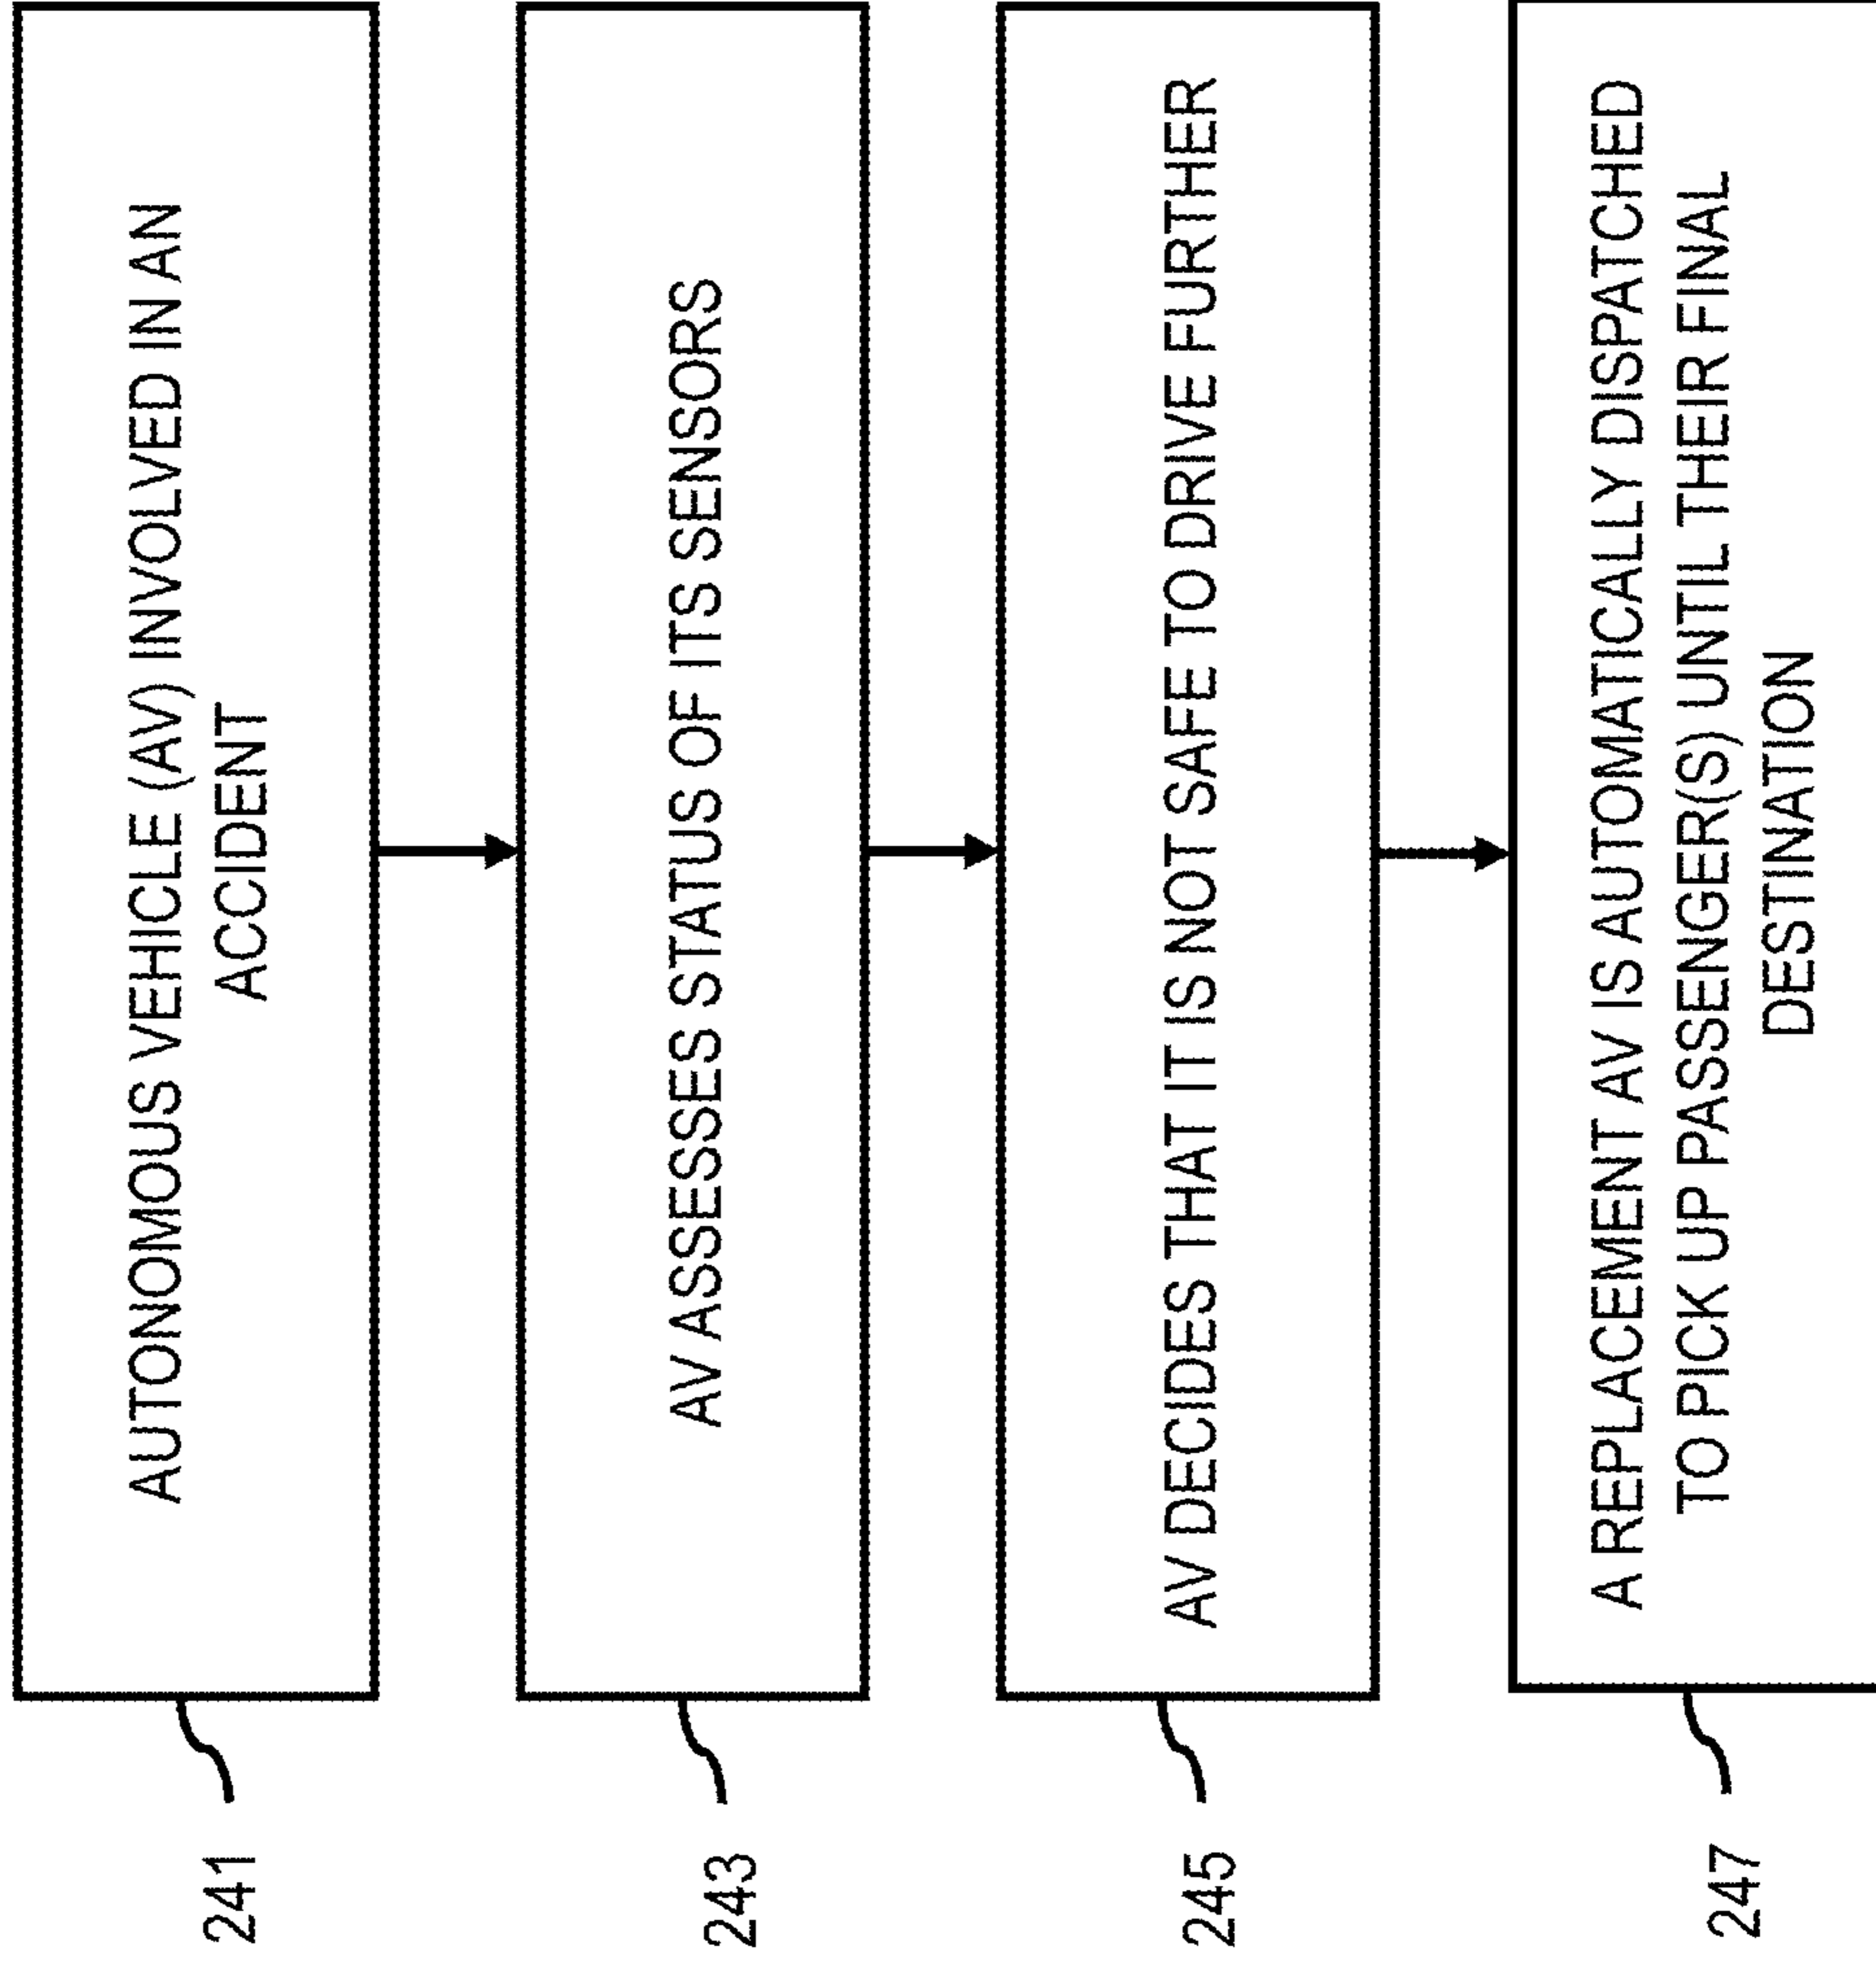 241
AUTONOMOUS VEHICLE (AV) INVOLVED IN AN
ACCIDENT
243
AV ASSESSES STATUS OF ITS SENSORS
245
AV DECIDES THAT IT IS NOT SAFE TO DRIVE FURTHER
247
A REPLACEMENT AV IS AUTOMATICALLY DISPATCHED
TO PICK UP PASSENGER(S) UNTIL THEIR FINAL
DESTINATION